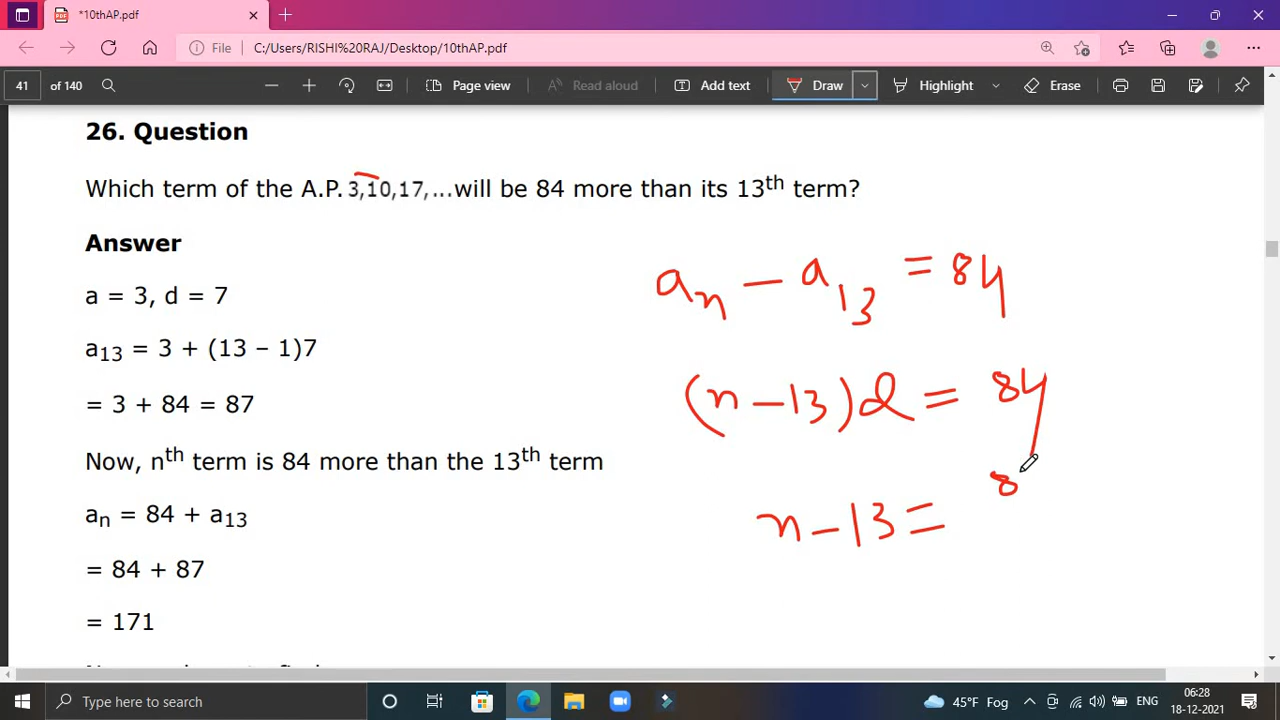 *10thAP.pdf
File C:/Users/RISHI%20RAJ/Desktop/10thAP.pdf
41 of 140 Page view Read aloud Add text Draw Highlight Erase
26. Question
Which term of the A.P. 3,10,17,...will be 84 more than its 13th term?
Answer
a = 3, d = 7
a13 = 3 + (13 – 1)7
= 3 + 84 = 87
Now, nth term is 84 more than the 13th term
an = 84 + a13
= 84 + 87
= 171
an – a13 = 84
(n – 13)d = 84
n – 13 = 8
Type here to search
45°F Fog ENG 06:28
18-12-2021